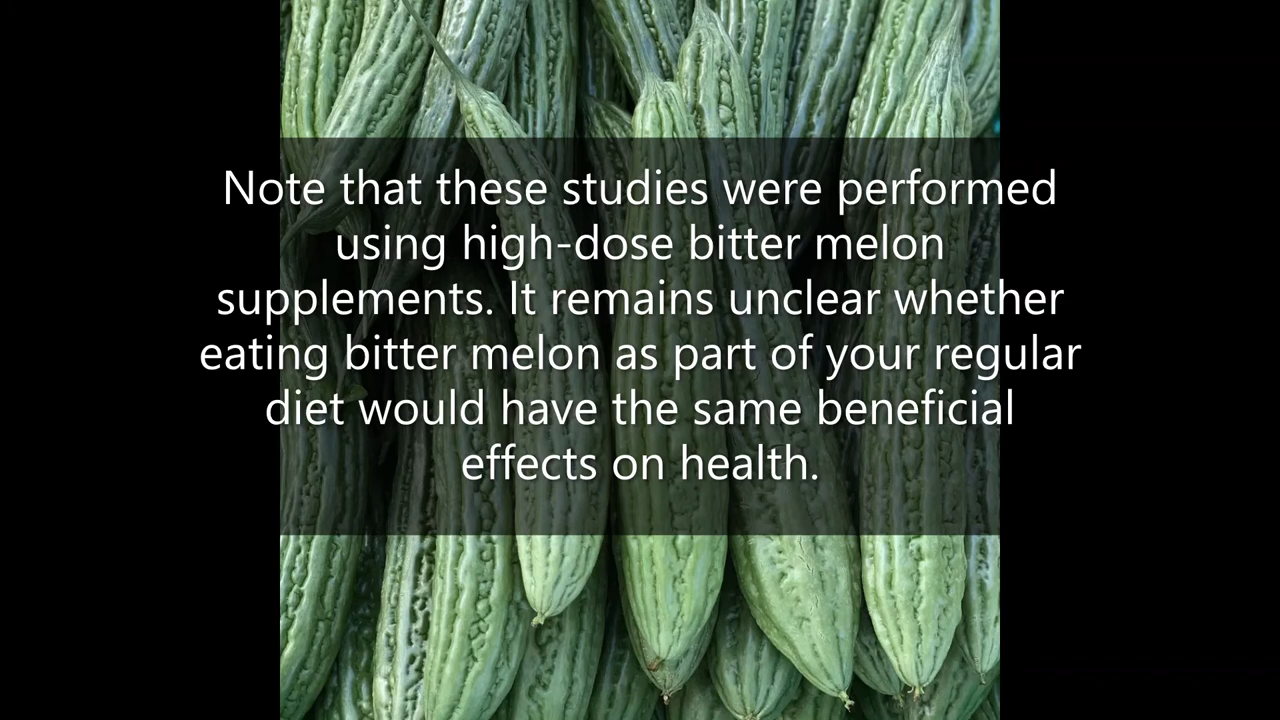 Note that these studies were performed
using high-dose bitter melon
supplements. It remains unclear whether
eating bitter melon as part of your regular
diet would have the same beneficial
effects on health.